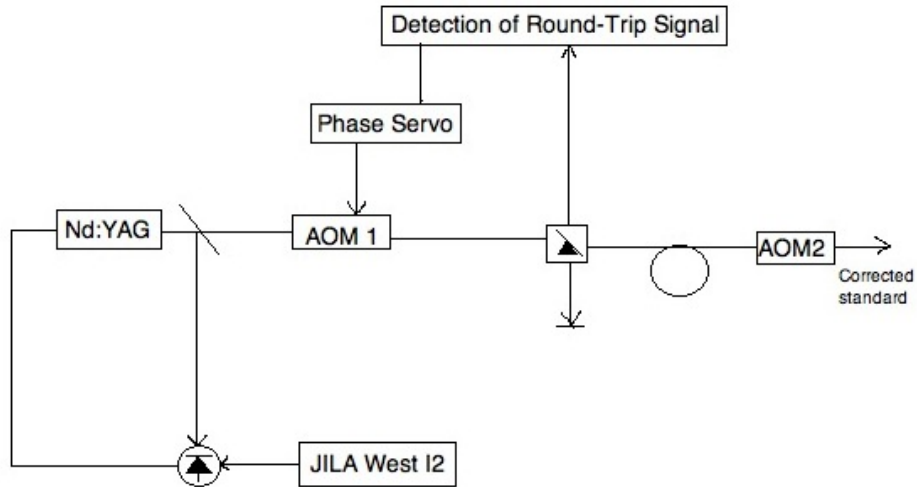 Detection of Round-Trip Signal
Phase Servo
Nd:YAG
AOM 1
AOM2
Corrected
standard
JILA West I2